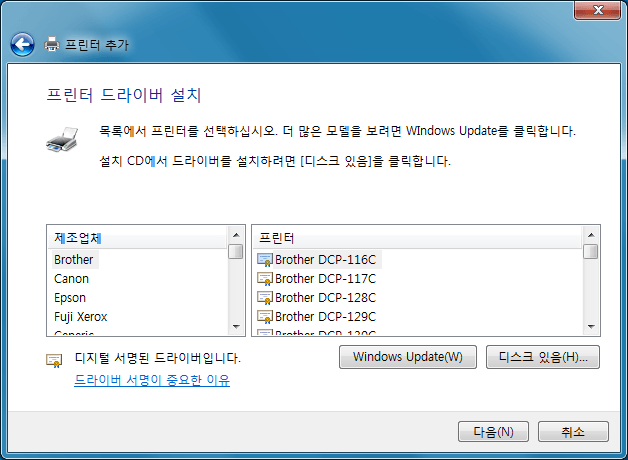 프린터 추가
프린터 드라이버 설치
목록에서 프린터를 선택하십시오. 더 많은 모델을 보려면 WIndows Update를 클릭합니다.
설치 CD에서 드라이버를 설치하려면 [디스크 있음]을 클릭합니다.
제조업체
Brother
Canon
Epson
Fuji Xerox
Generic
프린터
Brother DCP-116C
Brother DCP-117C
Brother DCP-128C
Brother DCP-129C
Brother DCP-130C
디지털 서명된 드라이버입니다.
드라이버 서명이 중요한 이유
Windows Update(W)
디스크 있음(H)...
다음(N)
취소